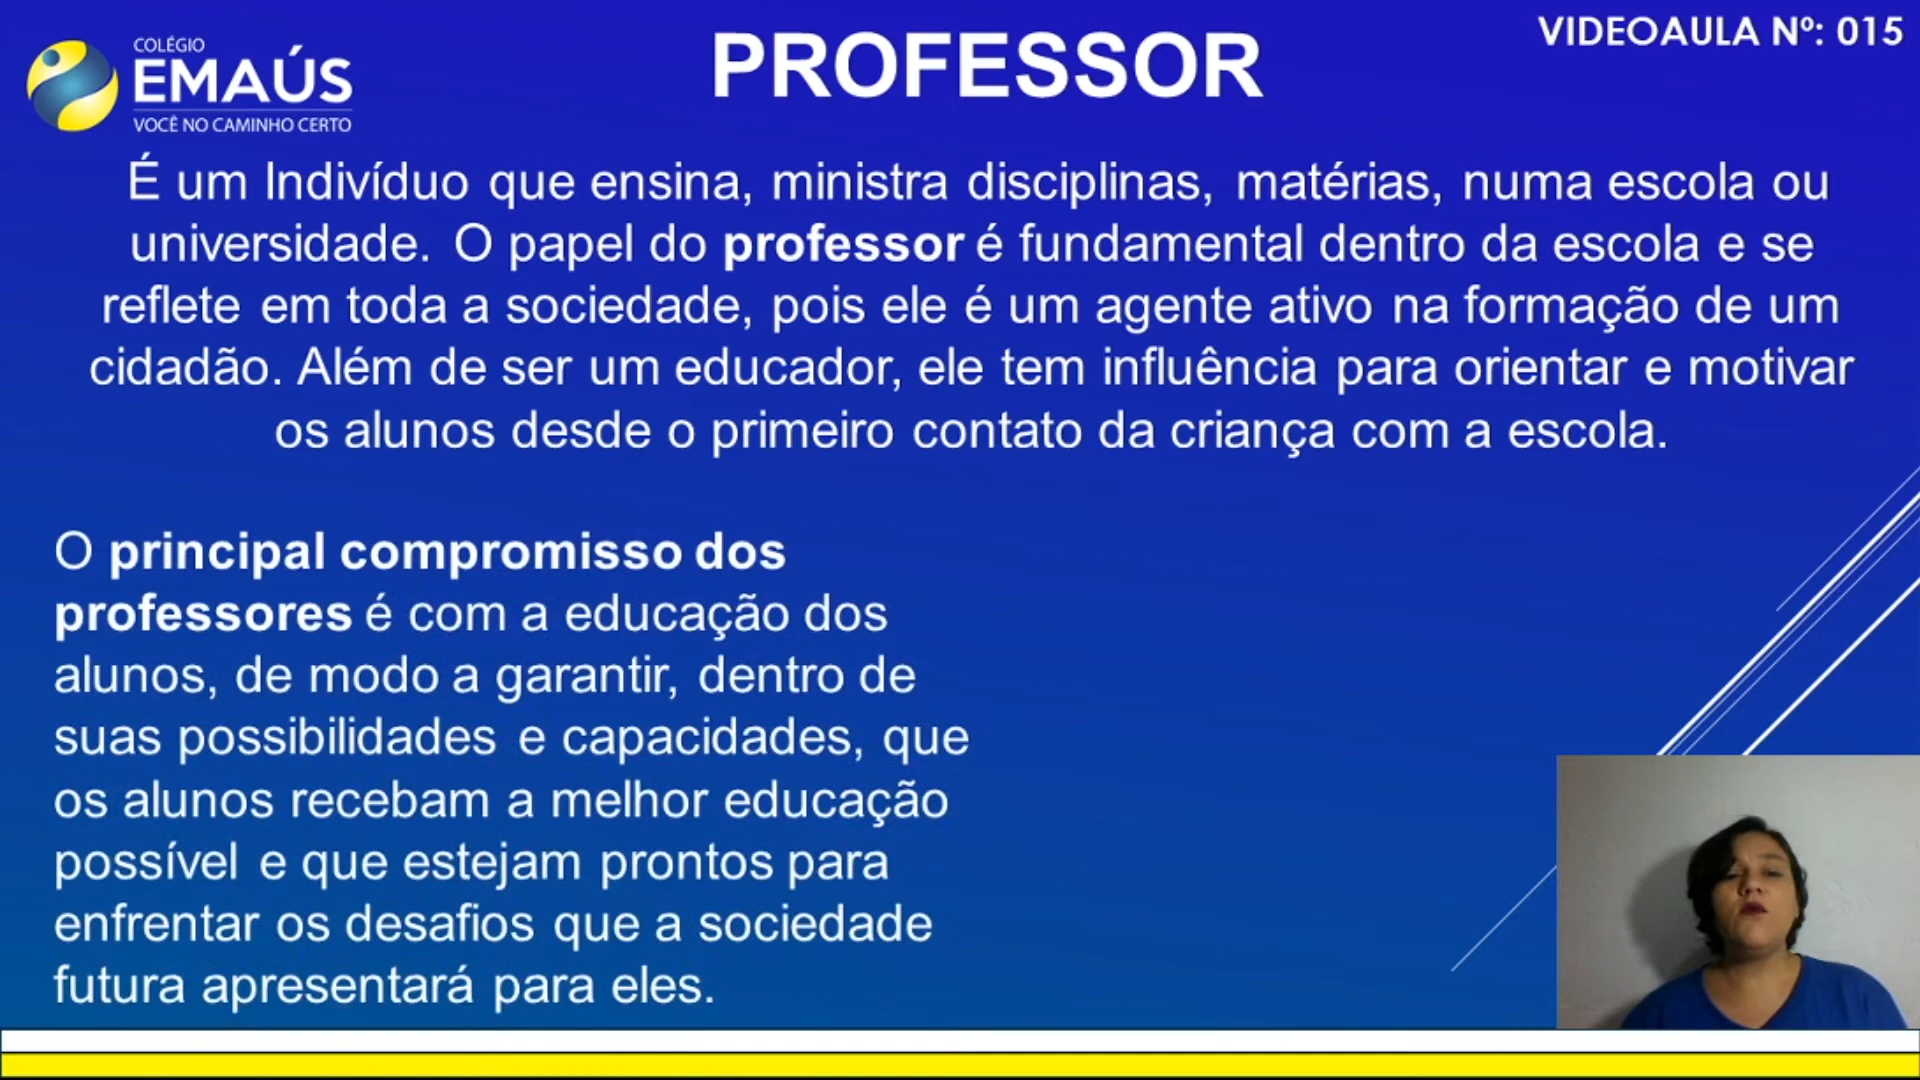 COLÉGIO
EMAÚS
VOCÊ NO CAMINHO CERTO
PROFESSOR
VIDEOAULA Nº: 015
É um Indivíduo que ensina, ministra disciplinas, matérias, numa escola ou
universidade. O papel do professor é fundamental dentro da escola e se
reflete em toda a sociedade, pois ele é um agente ativo na formação de um
cidadão. Além de ser um educador, ele tem influência para orientar e motivar
os alunos desde o primeiro contato da criança com a escola.
O principal compromisso dos
professores é com a educação dos
alunos, de modo a garantir, dentro de
suas possibilidades e capacidades, que
os alunos recebam a melhor educação
possível e que estejam prontos para
enfrentar os desafios que a sociedade
futura apresentará para eles.